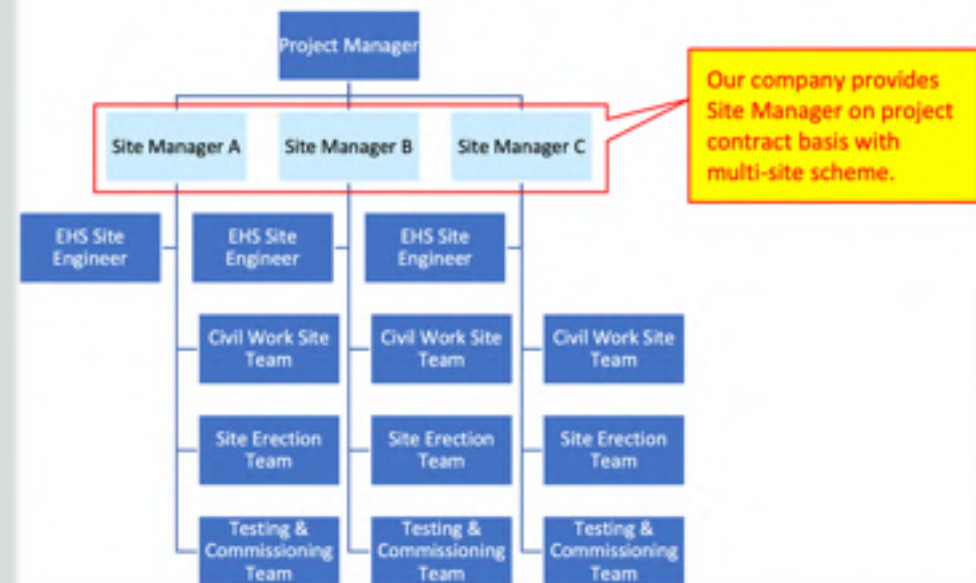 Project Manager
Our company provides
Site Manager on project
contract basis with
multi-site scheme.
Site Manager A
Site Manager B
Site Manager C
EHS Site
Engineer
EHS Site
Engineer
EHS Site
Engineer
Civil Work Site
Team
Civil Work Site
Team
Civil Work Site
Team
Site Erection
Team
Site Erection
Team
Site Erection
Team
Testing &
Commissioning
Team
Testing &
Commissioning
Team
Testing &
Commissioning
Team